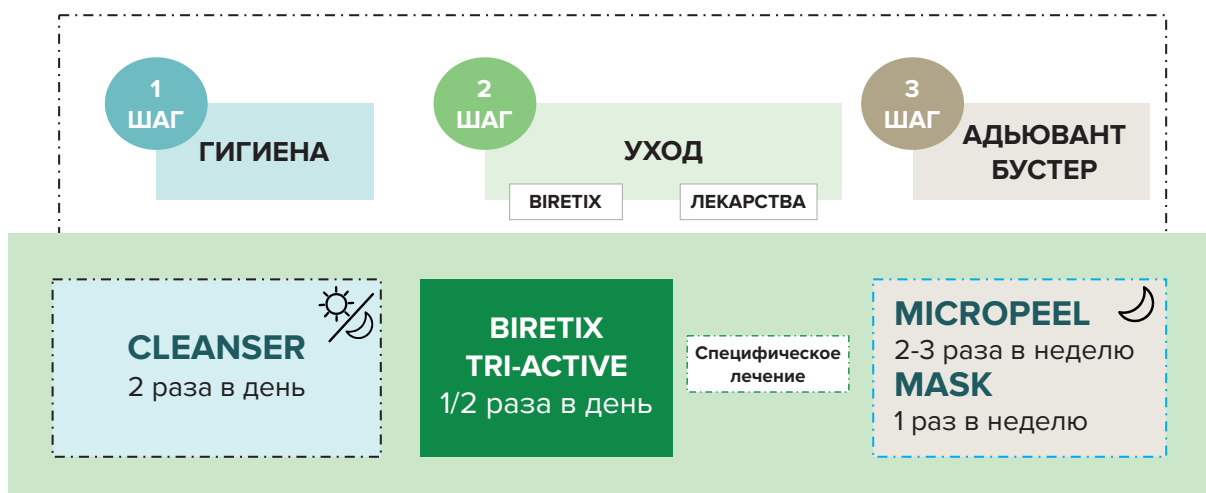 1
ШАГ
ГИГИЕНА
2
ШАГ
УХОД
BIRETIX
ЛЕКАРСТВА
3
ШАГ
АДЬЮВАНТ
БУСТЕР
CLEANSER
2 раза в день
BIRETIX
TRI-ACTIVE
1/2 раза в день
Специфическое
лечение
MICROPEEL
2-3 раза в неделю
MASK
1 раз в неделю